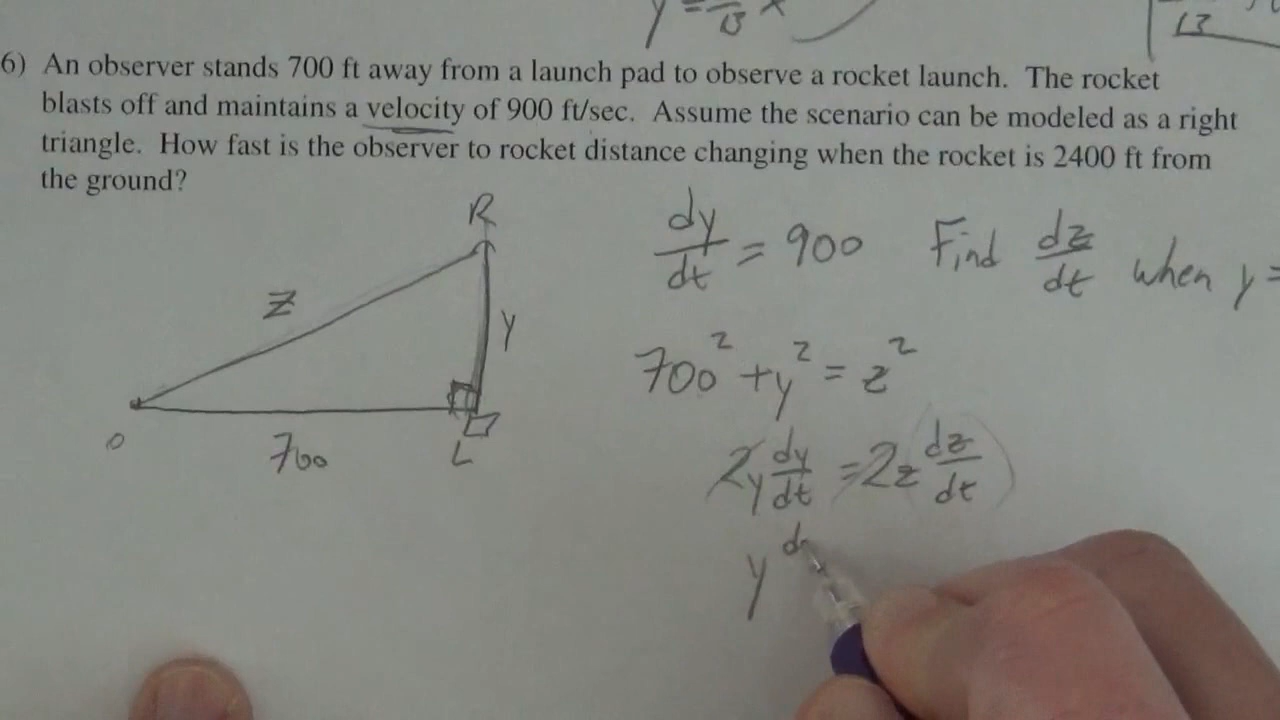 y = /13 x
13
6) An observer stands 700 ft away from a launch pad to observe a rocket launch. The rocket
blasts off and maintains a velocity of 900 ft/sec. Assume the scenario can be modeled as a right
triangle. How fast is the observer to rocket distance changing when the rocket is 2400 ft from
the ground?
R
z
y
O
700
L
dy/dt = 900 Find dz/dt when y =
700² + y² = z²
2y dy/dt = 2z dz/dt
y d